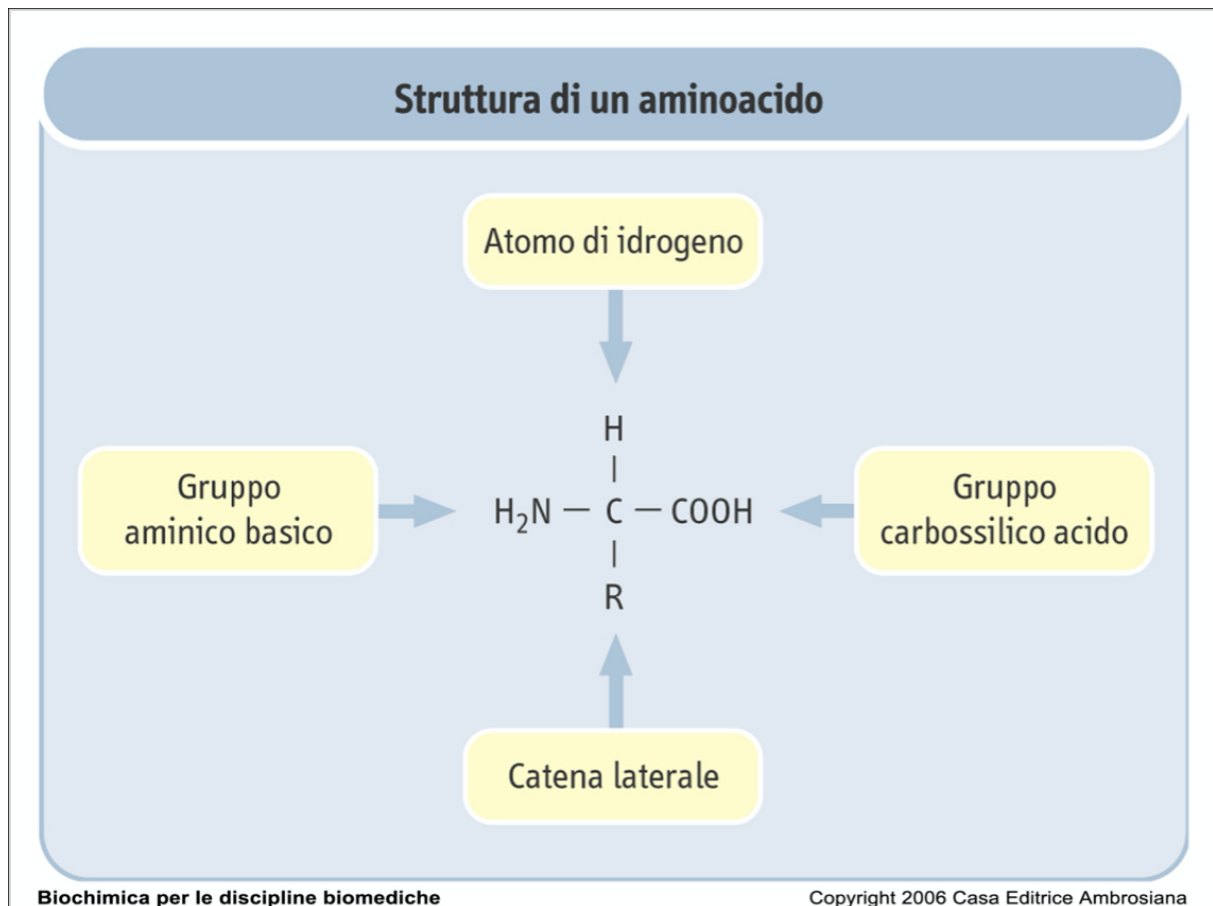 Struttura di un aminoacido
Atomo di idrogeno
H
Gruppo
aminico basico
H₂N — C — COOH
Gruppo
carbossilico acido
R
Catena laterale
Biochimica per le discipline biomediche
Copyright 2006 Casa Editrice Ambrosiana